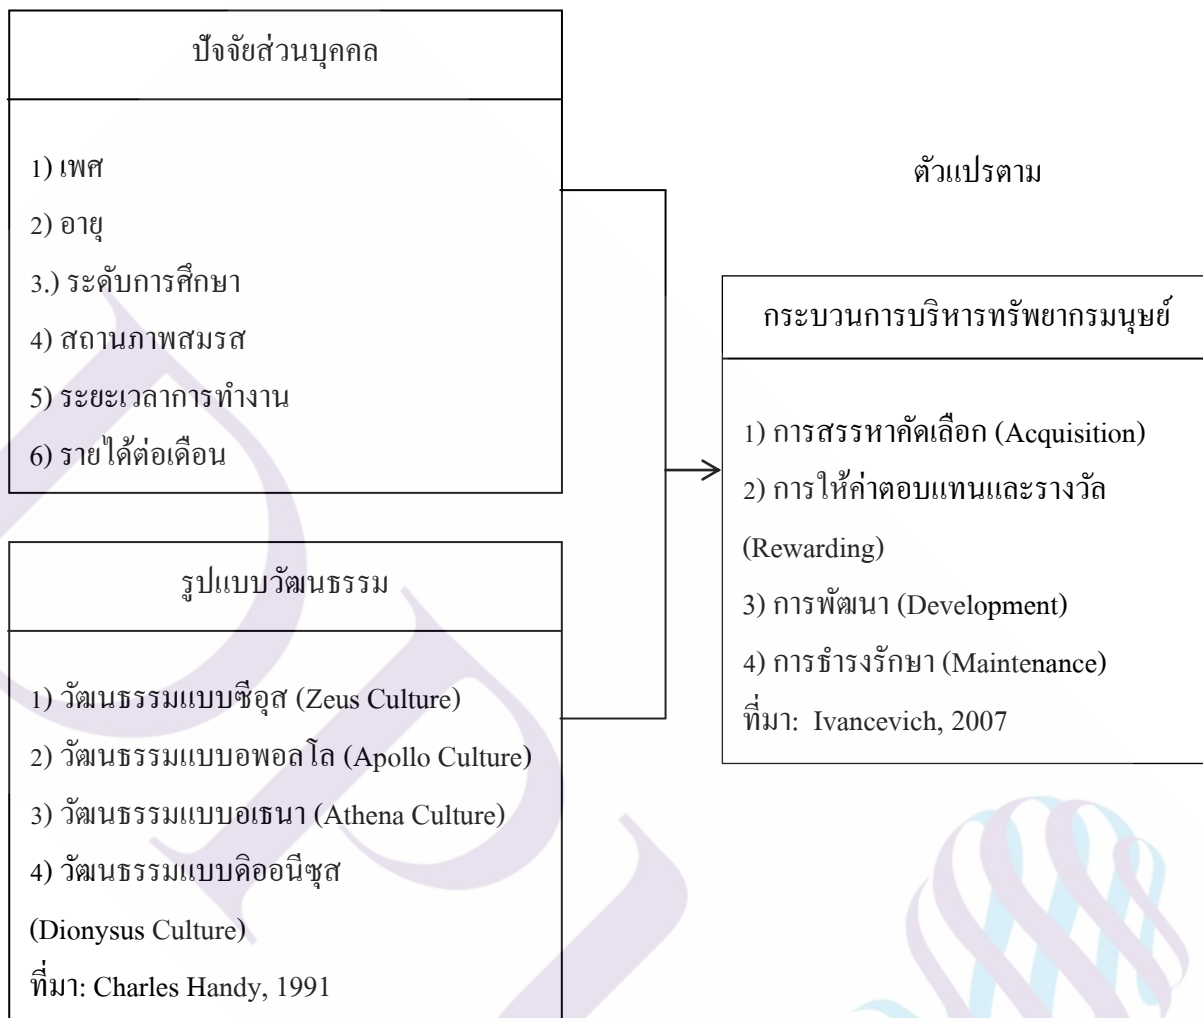 ปัจจัยส่วนบุคคล
1) เพศ
2) อายุ
3.) ระดับการศึกษา
4) สถานภาพสมรส
5) ระยะเวลาการทำงาน
6) รายได้ต่อเดือน
รูปแบบวัฒนธรรม
1) วัฒนธรรมแบบซีอุส (Zeus Culture)
2) วัฒนธรรมแบบอพอลโล (Apollo Culture)
3) วัฒนธรรมแบบอเธนา (Athena Culture)
4) วัฒนธรรมแบบดิออนีซุส
(Dionysus Culture)
ที่มา: Charles Handy, 1991
ตัวแปรตาม
กระบวนการบริหารทรัพยากรมนุษย์
1) การสรรหาคัดเลือก (Acquisition)
2) การให้ค่าตอบแทนและรางวัล
(Rewarding)
3) การพัฒนา (Development)
4) การธำรงรักษา (Maintenance)
ที่มา: Ivancevich, 2007